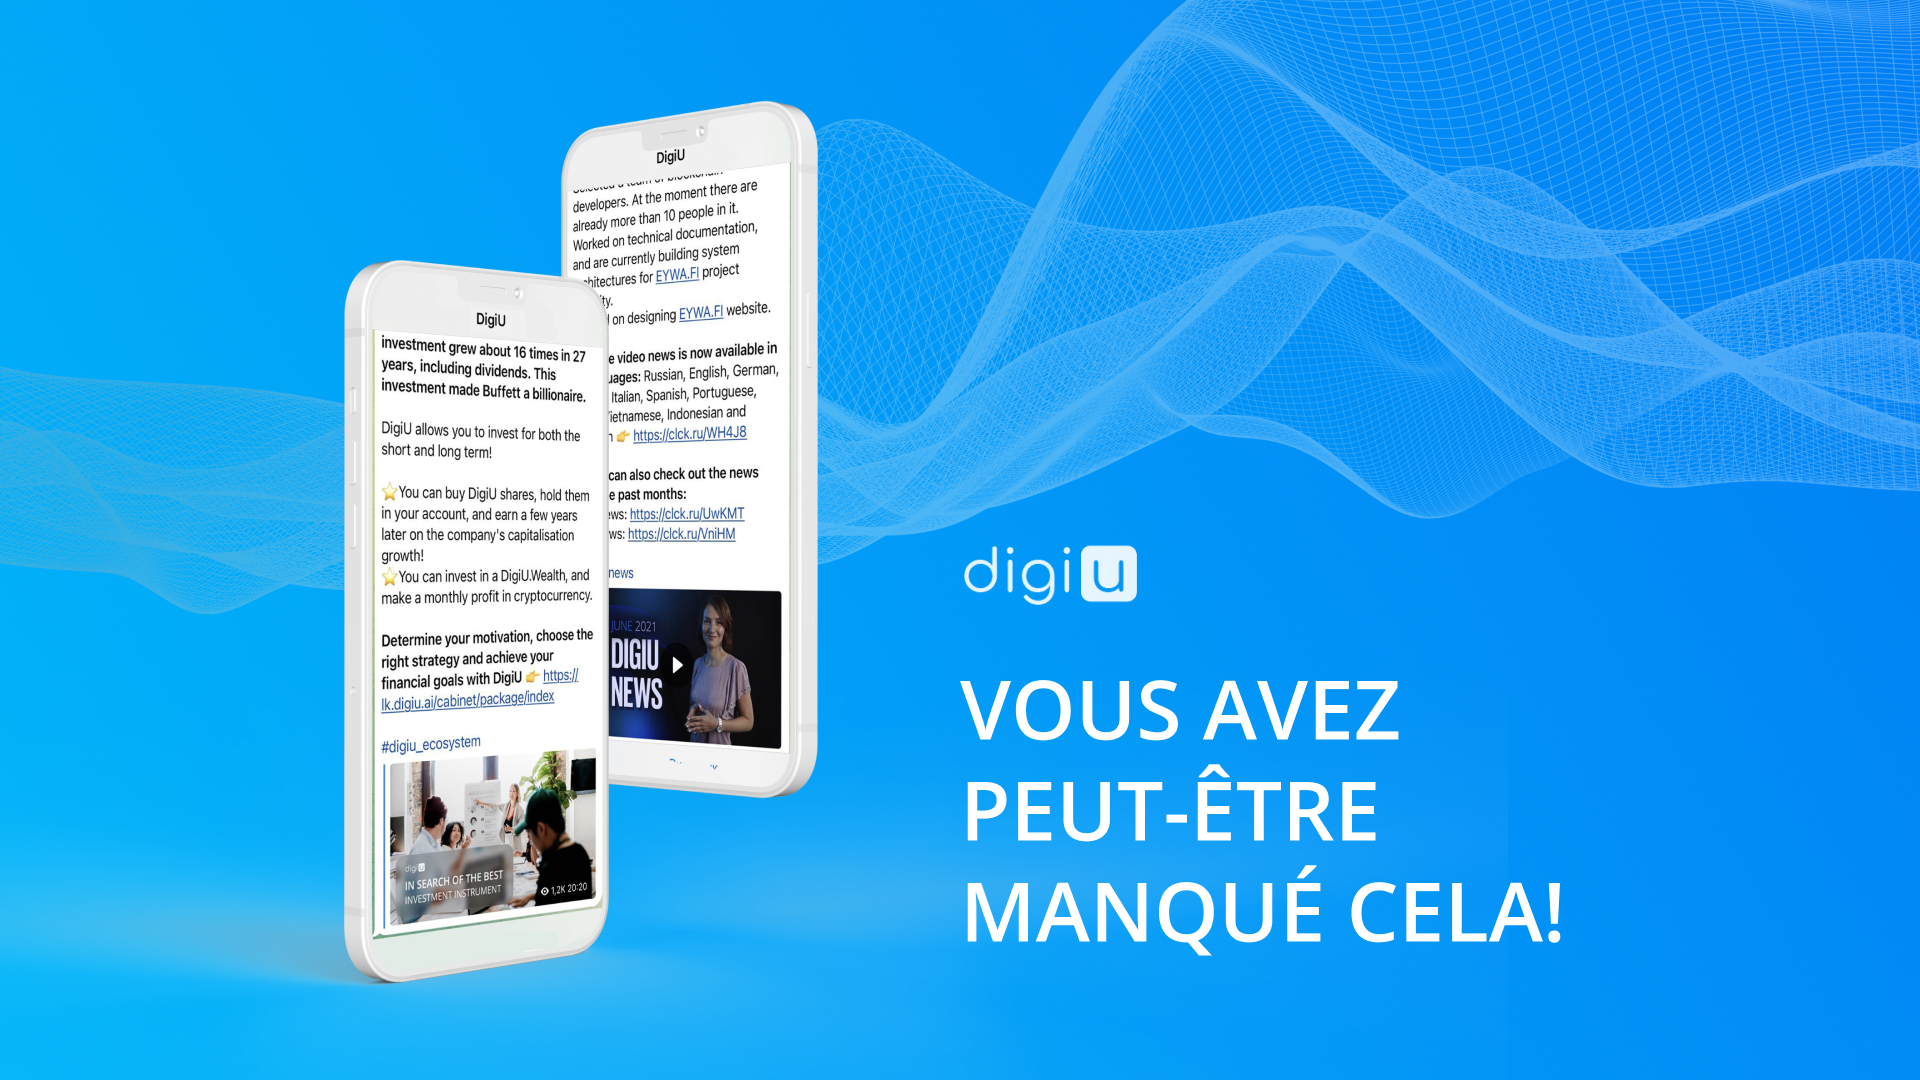 DigiU
investment grew about 16 times in 27
years, including dividends. This
investment made Buffett a billionaire.
DigiU allows you to invest for both the
short and long term!
⭐You can buy DigiU shares, hold them
in your account, and earn a few years
later on the company's capitalisation
growth!
⭐You can invest in a DigiU.Wealth, and
make a monthly profit in cryptocurrency.
Determine your motivation, choose the
right strategy and achieve your
financial goals with DigiU 👉 https://
lk.digiu.ai/cabinet/package/index
#digiu_ecosystem
digiu
IN SEARCH OF THE BEST
INVESTMENT INSTRUMENT
1,2K 20:20
DigiU
developers. At the moment there are
already more than 10 people in it.
Worked on technical documentation,
and are currently building system
hitectures for EYWA.FI project
ty.
on designing EYWA.FI website.
e video news is now available in
uages: Russian, English, German,
Italian, Spanish, Portuguese,
ietnamese, Indonesian and
👉 https://clck.ru/WH4J8
can also check out the news
e past months:
ws: https://clck.ru/UwKMT
ws: https://clck.ru/VniHM
news
JUNE 2021
DIGIU
NEWS
digiu
VOUS AVEZ
PEUT-ÊTRE
MANQUÉ CELA!